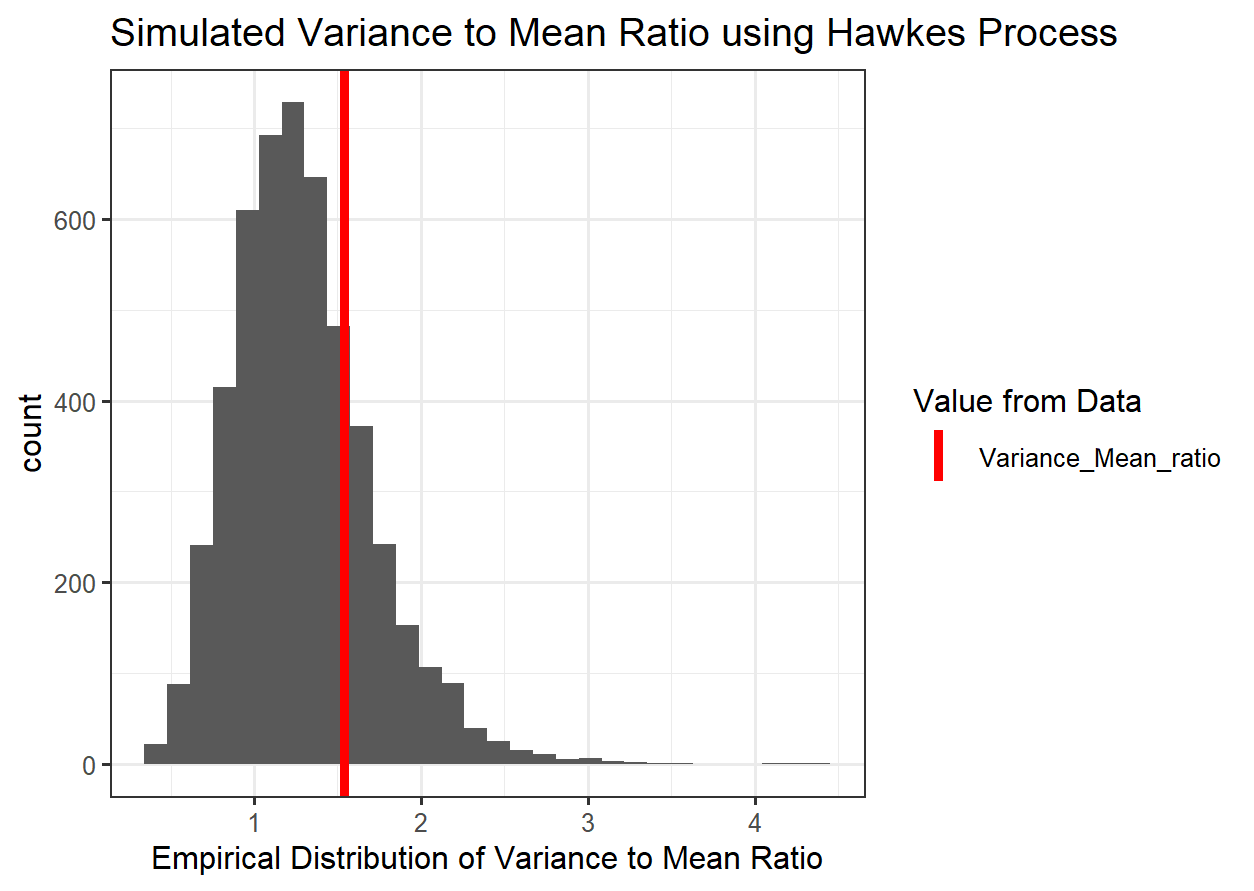 Simulated Variance to Mean Ratio using Hawkes Process
count
600
400
200
0
1 2 3 4
Empirical Distribution of Variance to Mean Ratio
Value from Data
Variance_Mean_ratio